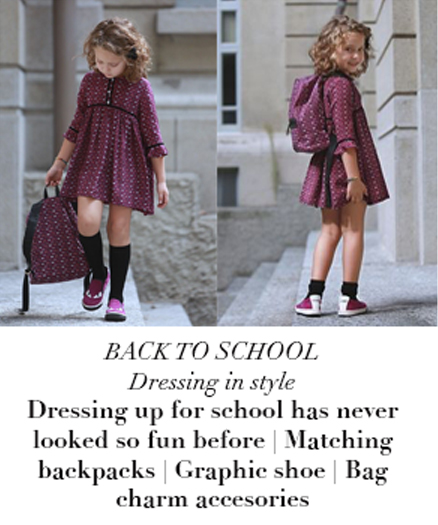 BACK TO SCHOOL
Dressing in style
Dressing up for school has never
looked so fun before | Matching
backpacks | Graphic shoe | Bag
charm accesories